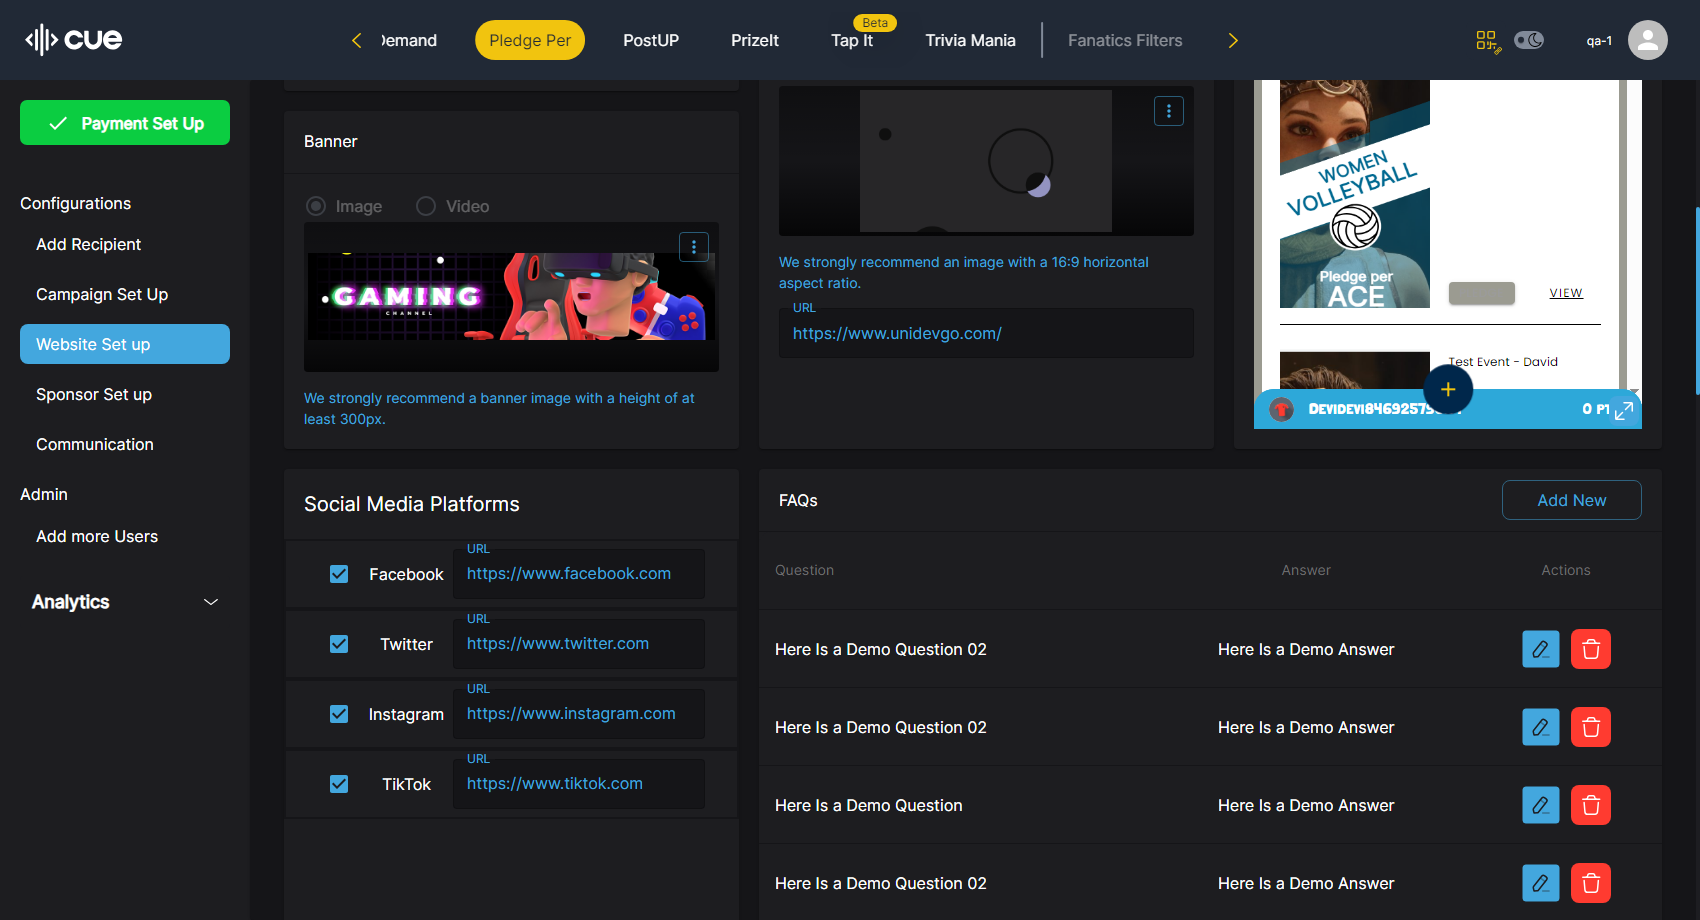 cue
Demand
Pledge Per
PostUP
PrizeIt
Beta
Tap It
Trivia Mania
Fanatics Filters
qa-1
Payment Set Up
Configurations
Add Recipient
Campaign Set Up
Website Set up
Sponsor Set up
Communication
Admin
Add more Users
Analytics
Banner
Image
Video
GAMING
CHANNEL
We strongly recommend a banner image with a height of at
least 300px.
We strongly recommend an image with a 16:9 horizontal
aspect ratio.
URL
https://www.unidevgo.com/
WOMEN
VOLLEYBALL
Pledge per
ACE
VIEW
Test Event - David
0 PT
Social Media Platforms
Facebook
URL
https://www.facebook.com
Twitter
URL
https://www.twitter.com
Instagram
URL
https://www.instagram.com
TikTok
URL
https://www.tiktok.com
FAQs
Add New
Question
Answer
Actions
Here Is a Demo Question 02
Here Is a Demo Answer
Here Is a Demo Question 02
Here Is a Demo Answer
Here Is a Demo Question
Here Is a Demo Answer
Here Is a Demo Question 02
Here Is a Demo Answer